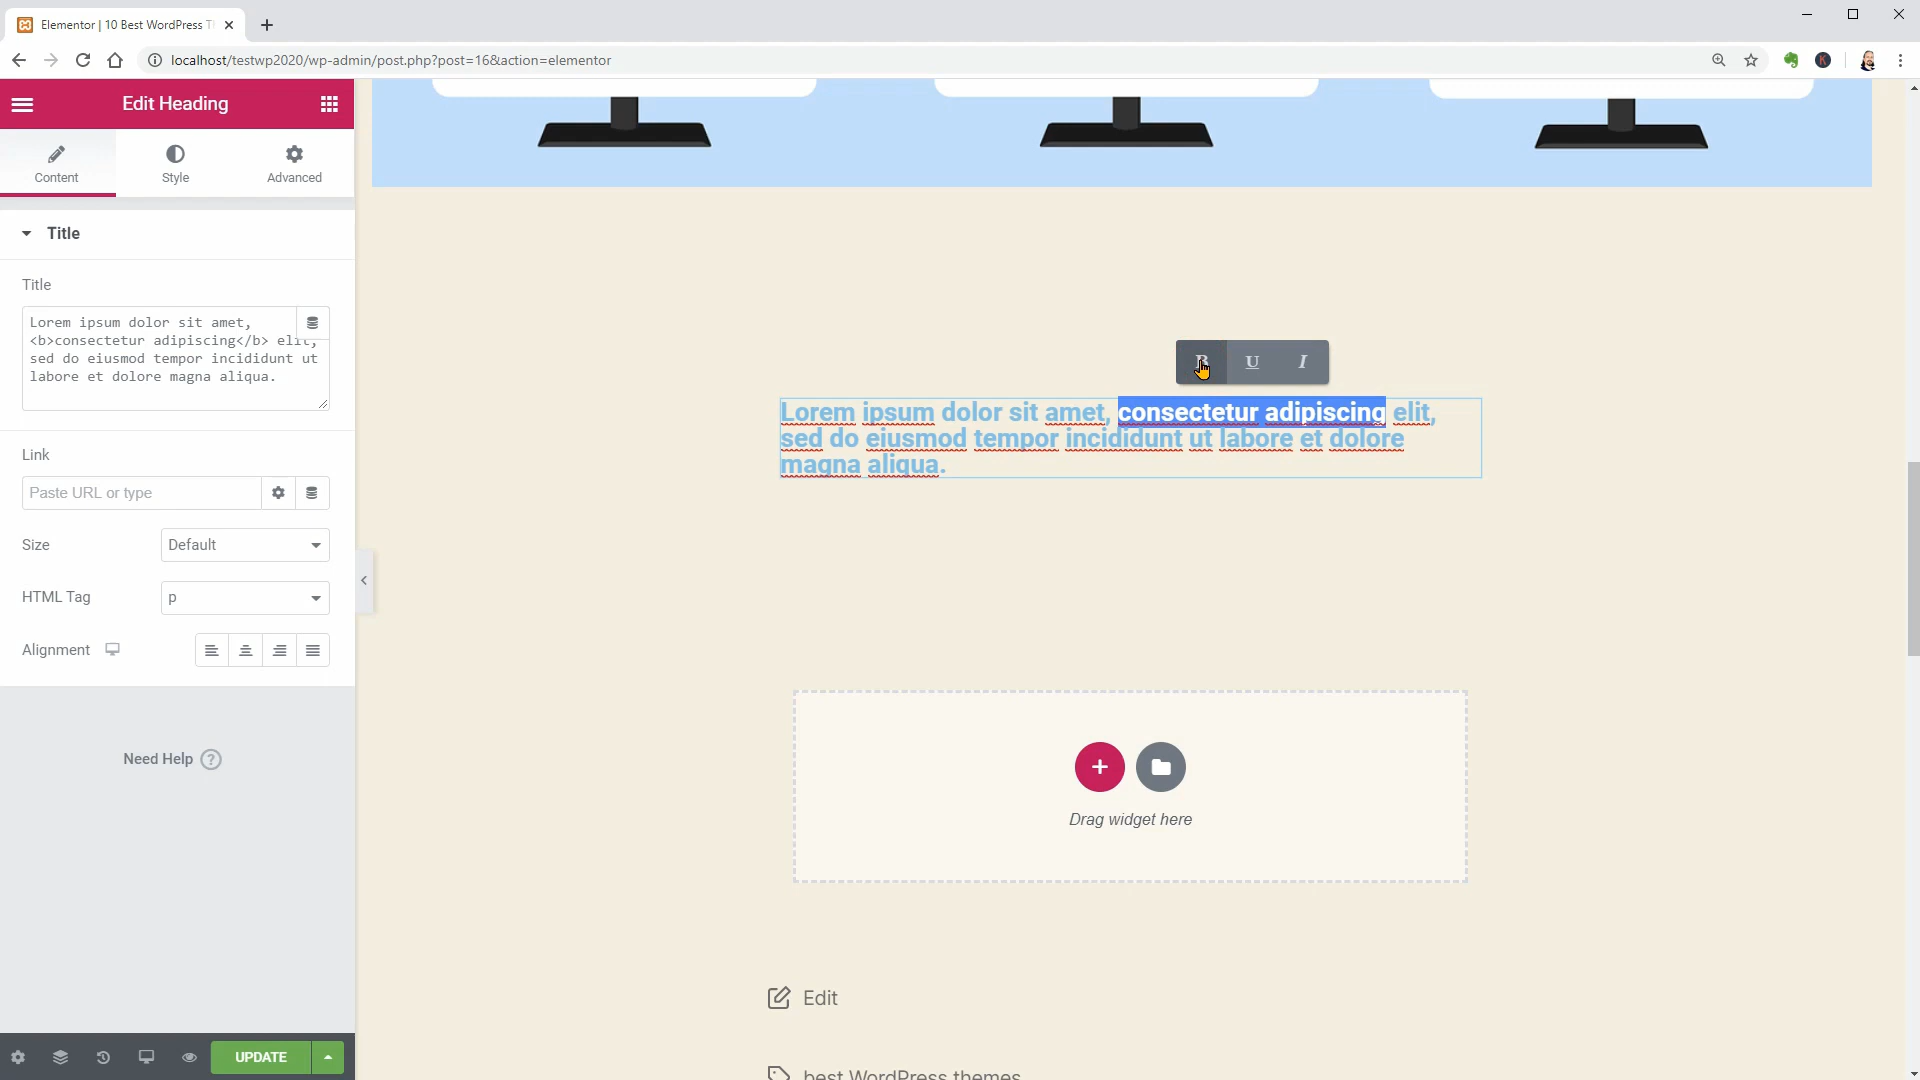 Elementor | 10 Best WordPress T
localhost/testwp2020/wp-admin/post.php?post=16&action=elementor
Edit Heading
Content
Style
Advanced
Title
Title
Lorem ipsum dolor sit amet,
<b>consectetur adipiscing</b> elit,
sed do eiusmod tempor incididunt ut
labore et dolore magna aliqua.
Link
Paste URL or type
Size
Default
HTML Tag
p
Alignment
Need Help ?
UPDATE
B U I
Lorem ipsum dolor sit amet, consectetur adipiscing elit,
sed do eiusmod tempor incididunt ut labore et dolore
magna aliqua.
Drag widget here
Edit
best WordPress themes